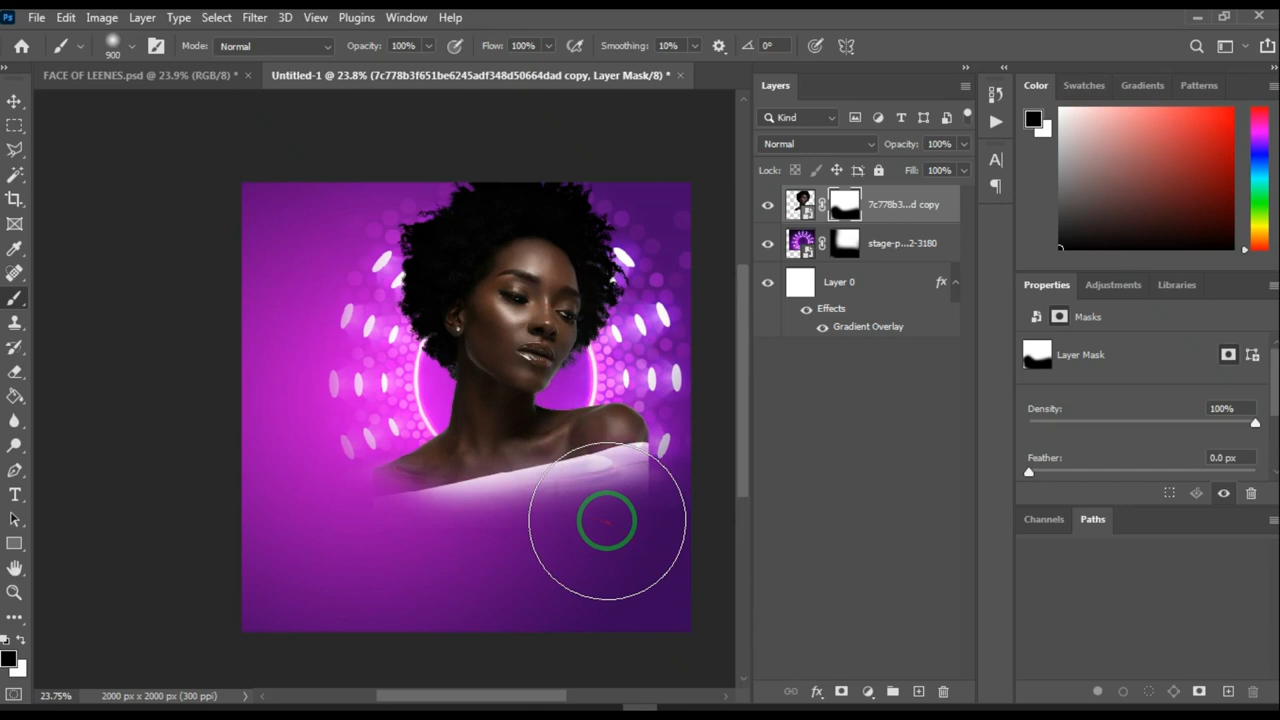 Ps File Edit Image Layer Type Select Filter 3D View Plugins Window Help
900 Mode: Normal Opacity: 100% Flow: 100% Smoothing: 10% 0°
FACE OF LEENES.psd @ 23.9% (RGB/8) * × Untitled-1 @ 23.8% (7c778b3f651be6245adf348d50664dad copy, Layer Mask/8) * ×
Layers
Kind
Normal Opacity: 100%
Lock: Fill: 100%
7c778b3...d copy
stage-p...2-3180
Layer 0 fx
Effects
Gradient Overlay
Color Swatches Gradients Patterns
Properties Adjustments Libraries
Masks
Layer Mask
Density: 100%
Feather: 0.0 px
Channels Paths
23.75% 2000 px x 2000 px (300 ppi)